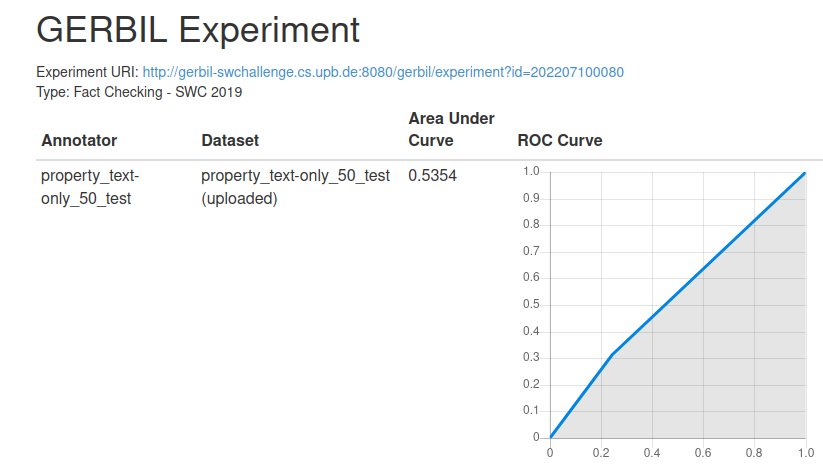 GERBIL Experiment
Experiment URI: http://gerbil-swchallenge.cs.upb.de:8080/gerbil/experiment?id=202207100080
Type: Fact Checking - SWC 2019
Annotator Dataset Area Under Curve ROC Curve
property_text-only_50_test property_text-only_50_test (uploaded) 0.5354
1.0
0.9
0.8
0.7
0.6
0.5
0.4
0.3
0.2
0.1
0
0 0.2 0.4 0.6 0.8 1.0